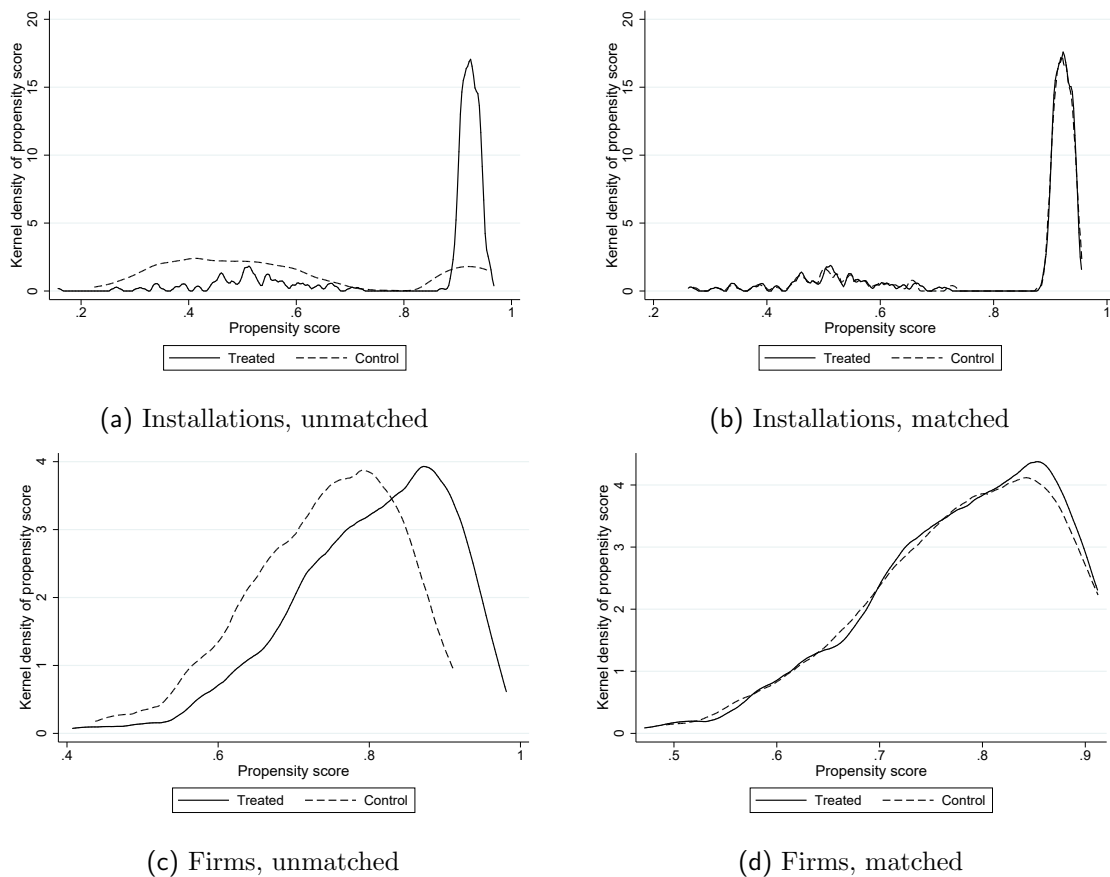 Kernel density of propensity score
20
15
10
5
0
.2 .4 .6 .8 1
Propensity score
Treated Control
(a) Installations, unmatched
Kernel density of propensity score
20
15
10
5
0
.2 .4 .6 .8 1
Propensity score
Treated Control
(b) Installations, matched
Kernel density of propensity score
4
3
2
1
0
.4 .6 .8 1
Propensity score
Treated Control
(c) Firms, unmatched
Kernel density of propensity score
4
3
2
1
0
.5 .6 .7 .8 .9
Propensity score
Treated Control
(d) Firms, matched